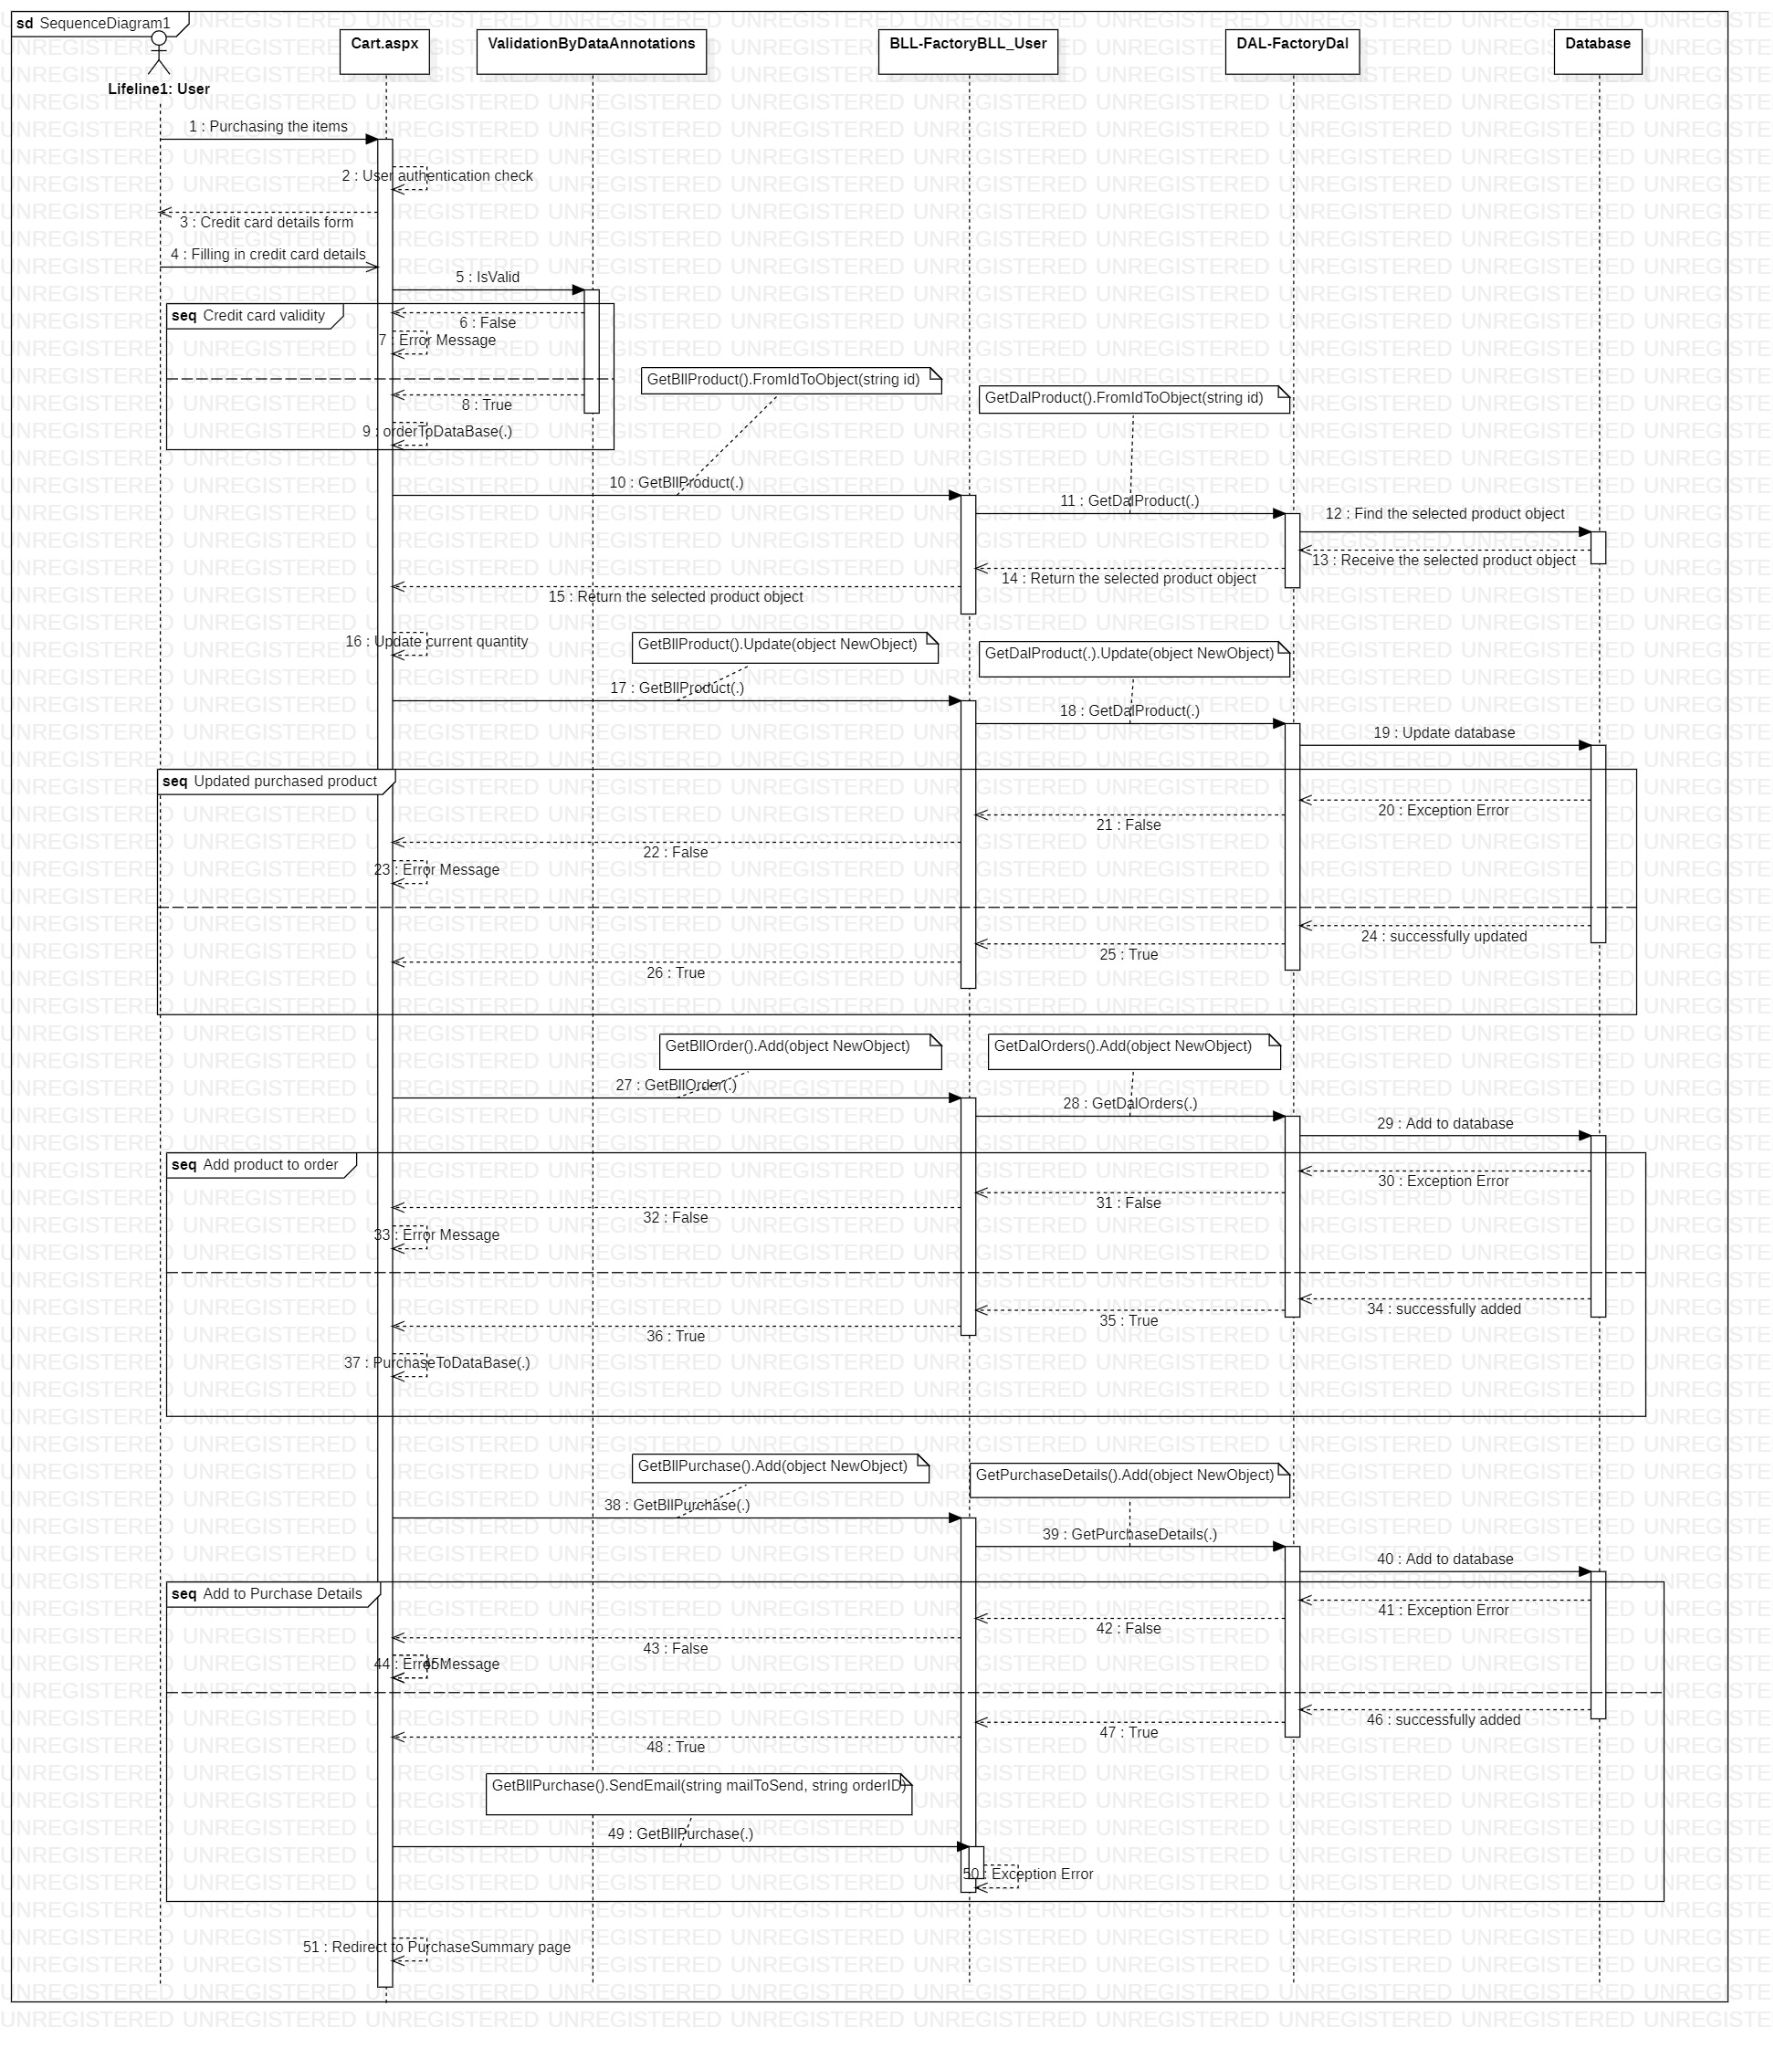 sd SequenceDiagram1
Lifeline1: User
Cart.aspx
ValidationByDataAnnotations
BLL-FactoryBLL_User
DAL-FactoryDal
Database
1 : Purchasing the items
2 : User authentication check
3 : Credit card details form
4 : Filling in credit card details
5 : IsValid
seq Credit card validity
6 : False
7 : Error Message
GetBllProduct().FromIdToObject(string id)
GetDalProduct().FromIdToObject(string id)
8 : True
9 : orderToDataBase(.)
10 : GetBllProduct(.)
11 : GetDalProduct(.)
12 : Find the selected product object
13 : Receive the selected product object
14 : Return the selected product object
15 : Return the selected product object
16 : Update current quantity
GetBllProduct().Update(object NewObject)
GetDalProduct(.).Update(object NewObject)
17 : GetBllProduct(.)
18 : GetDalProduct(.)
19 : Update database
seq Updated purchased product
20 : Exception Error
21 : False
22 : False
23 : Error Message
24 : successfully updated
25 : True
26 : True
GetBllOrder().Add(object NewObject)
GetDalOrders().Add(object NewObject)
27 : GetBllOrder(.)
28 : GetDalOrders(.)
29 : Add to database
seq Add product to order
30 : Exception Error
31 : False
32 : False
33 : Error Message
34 : successfully added
35 : True
36 : True
37 : PurchaseToDataBase(.)
GetBllPurchase().Add(object NewObject)
GetPurchaseDetails().Add(object NewObject)
38 : GetBllPurchase(.)
39 : GetPurchaseDetails(.)
40 : Add to database
seq Add to Purchase Details
41 : Exception Error
42 : False
43 : False
44 : Error Message
45
46 : successfully added
47 : True
48 : True
GetBllPurchase().SendEmail(string mailToSend, string orderID)
49 : GetBllPurchase(.)
50 : Exception Error
51 : Redirect to PurchaseSummary page
UNREGISTERED